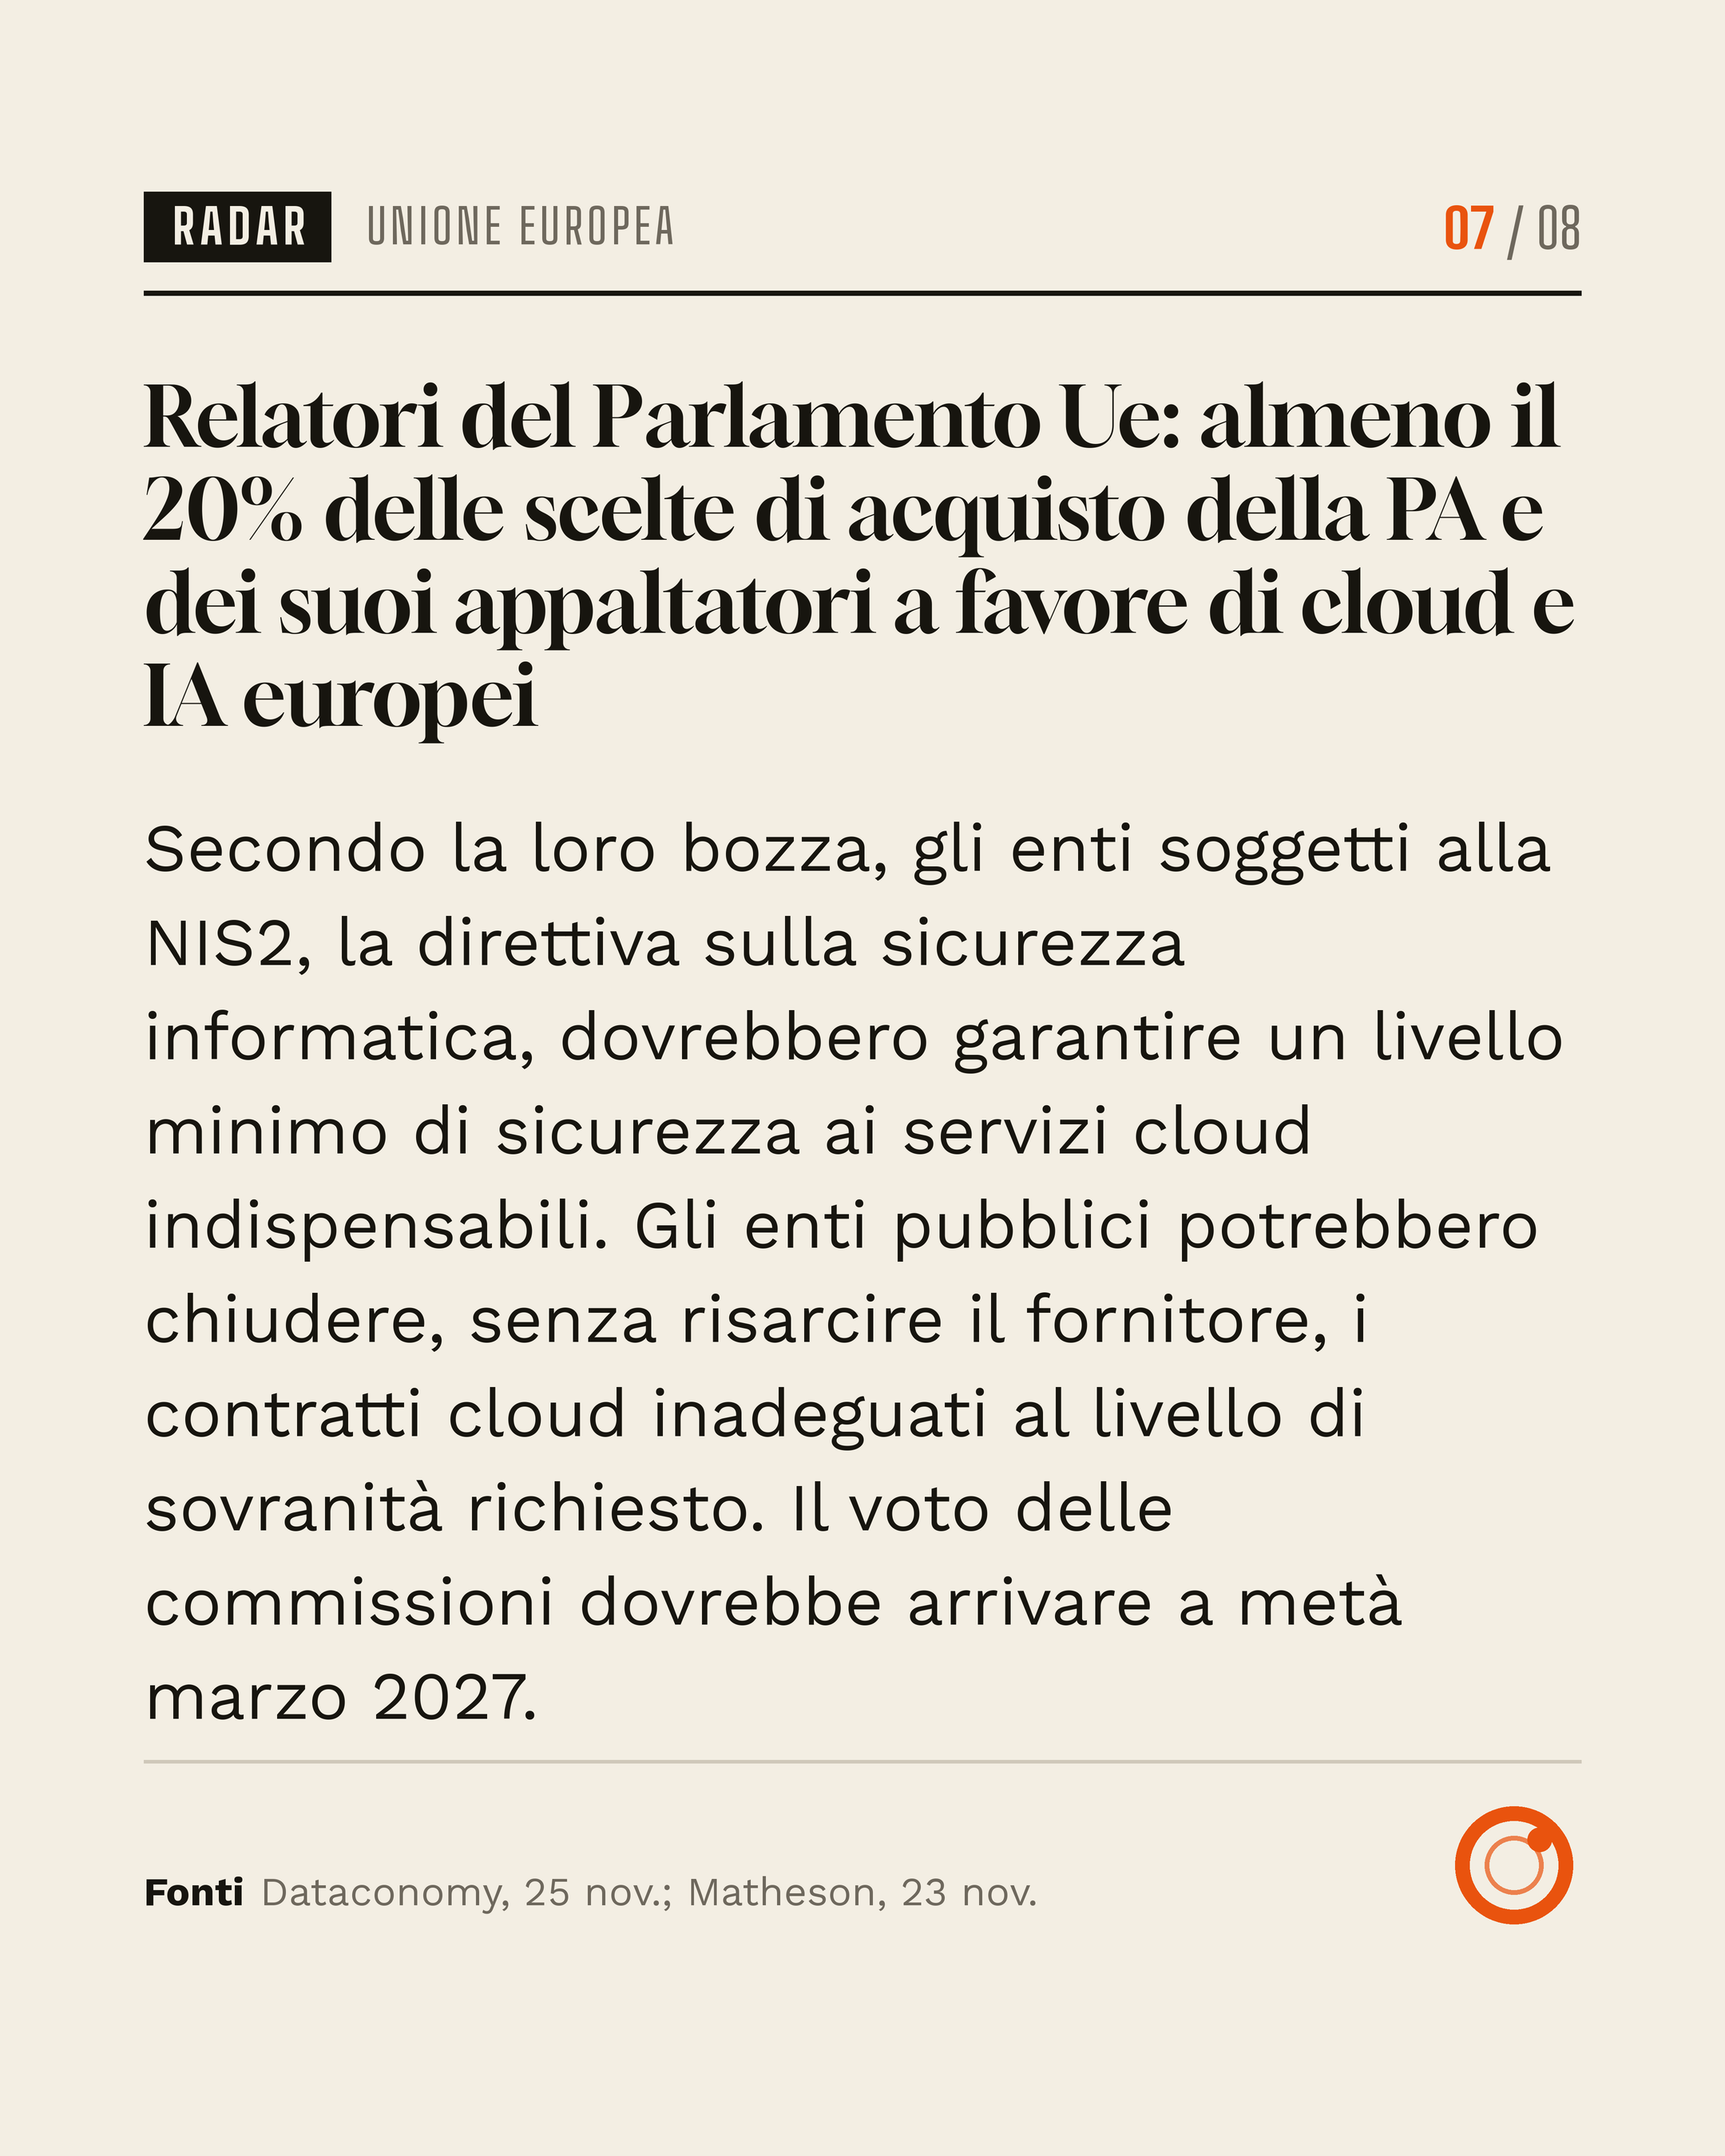 RADAR UNIONE EUROPEA 07 / 08
Relatori del Parlamento Ue: almeno il
20% delle scelte di acquisto della PA e
dei suoi appaltatori a favore di cloud e
IA europei
Secondo la loro bozza, gli enti soggetti alla
NIS2, la direttiva sulla sicurezza
informatica, dovrebbero garantire un livello
minimo di sicurezza ai servizi cloud
indispensabili. Gli enti pubblici potrebbero
chiudere, senza risarcire il fornitore, i
contratti cloud inadeguati al livello di
sovranità richiesto. Il voto delle
commissioni dovrebbe arrivare a metà
marzo 2027.
Fonti Dataconomy, 25 nov.; Matheson, 23 nov.